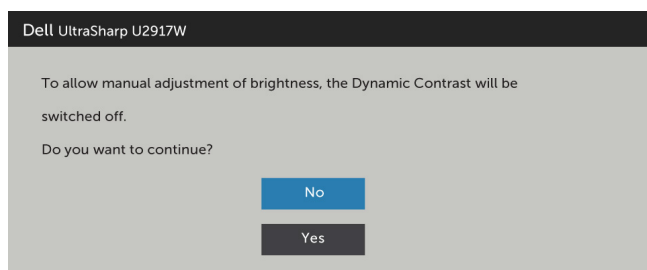 Dell UltraSharp U2917W
To allow manual adjustment of brightness, the Dynamic Contrast will be
switched off.
Do you want to continue?
No
Yes